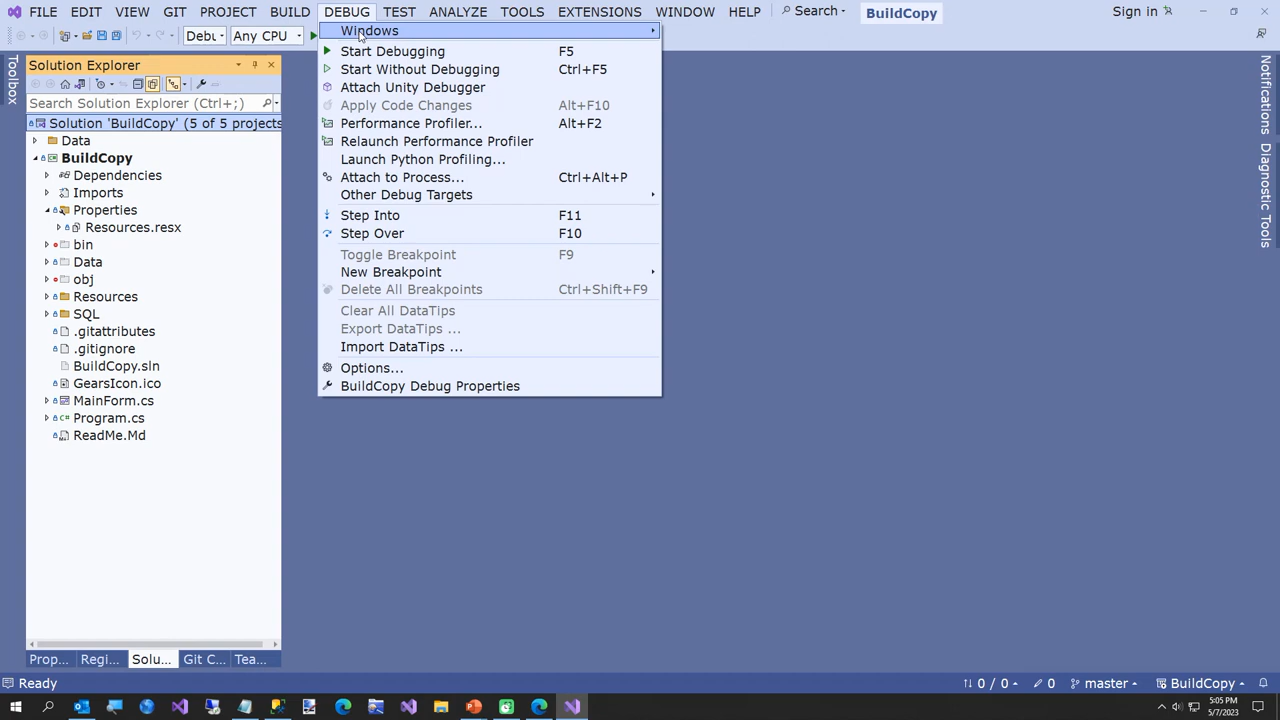 FILE EDIT VIEW GIT PROJECT BUILD DEBUG TEST ANALYZE TOOLS EXTENSIONS WINDOW HELP Search BuildCopy Sign in
Debu Any CPU
Toolbox
Solution Explorer
Search Solution Explorer (Ctrl+;)
Solution 'BuildCopy' (5 of 5 projects
Data
BuildCopy
Dependencies
Imports
Properties
Resources.resx
bin
Data
obj
Resources
SQL
.gitattributes
.gitignore
BuildCopy.sln
GearsIcon.ico
MainForm.cs
Program.cs
ReadMe.Md
Prop... Regi... Solu... Git C... Tea...
Windows
Start Debugging F5
Start Without Debugging Ctrl+F5
Attach Unity Debugger
Apply Code Changes Alt+F10
Performance Profiler... Alt+F2
Relaunch Performance Profiler
Launch Python Profiling...
Attach to Process... Ctrl+Alt+P
Other Debug Targets
Step Into F11
Step Over F10
Toggle Breakpoint F9
New Breakpoint
Delete All Breakpoints Ctrl+Shift+F9
Clear All DataTips
Export DataTips ...
Import DataTips ...
Options...
BuildCopy Debug Properties
Notifications
Diagnostic Tools
Ready 0 / 0 0 master BuildCopy
5:05 PM
5/7/2023